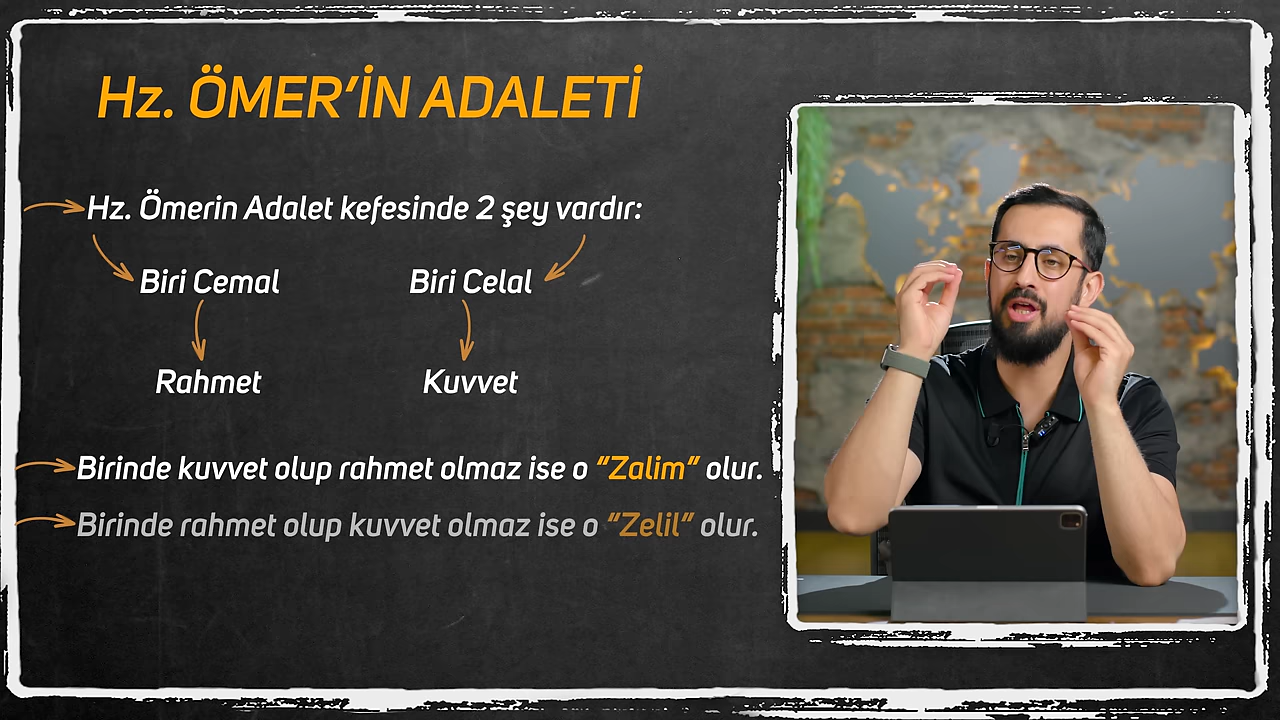 Hz. ÖMER'İN ADALETİ
Hz. Ömerin Adalet kefesinde 2 şey vardır:
Biri Cemal
Biri Celal
Rahmet
Kuvvet
Birinde kuvvet olup rahmet olmaz ise o “Zalim” olur.
Birinde rahmet olup kuvvet olmaz ise o “Zelil” olur.